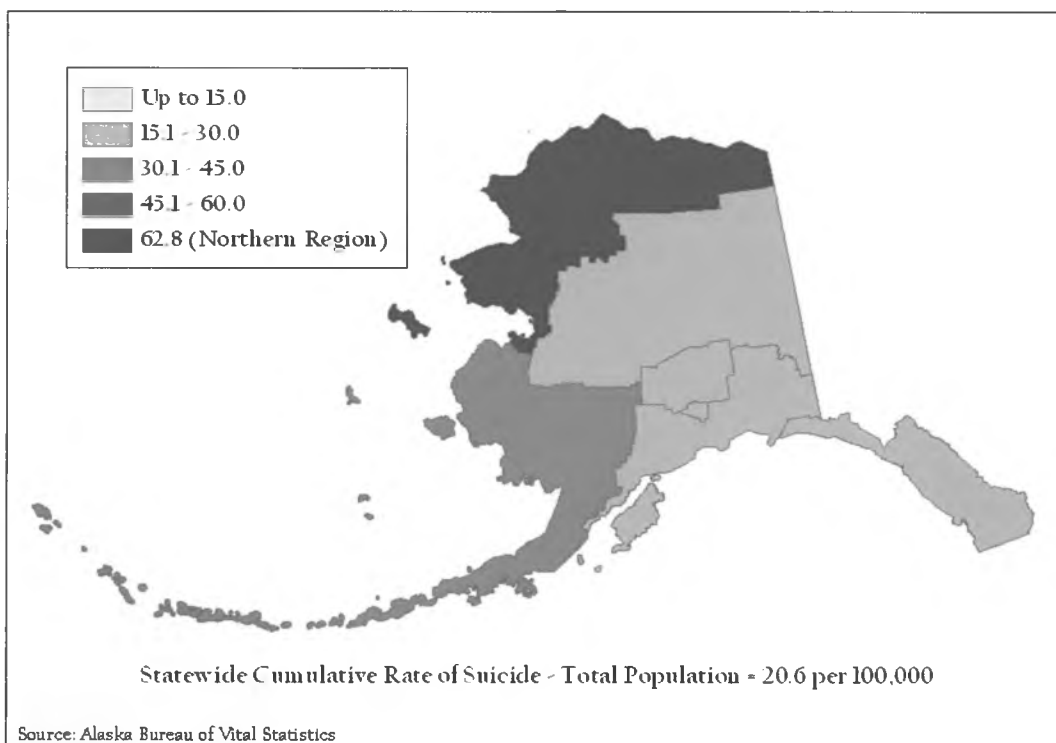 Up to 15.0
15.1 - 30.0
30.1 - 45.0
45.1 - 60.0
62.8 (Northern Region)
Statewide Cumulative Rate of Suicide - Total Population = 20.6 per 100,000
Source: Alaska Bureau of Vital Statistics